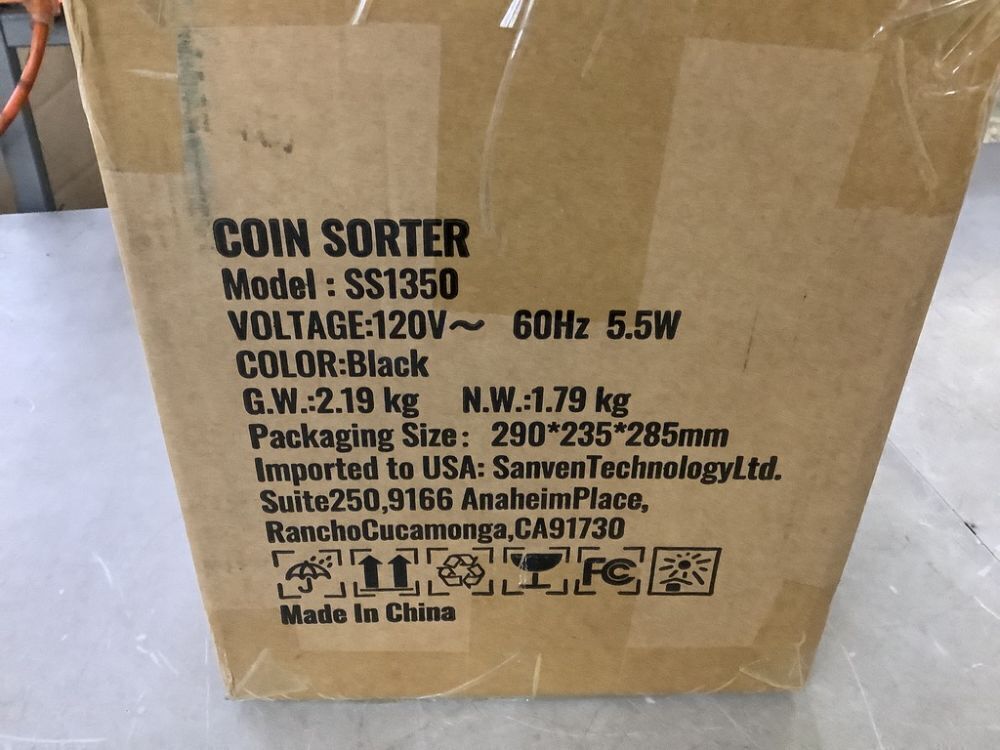 COIN SORTER
Model : SS1350
VOLTAGE:120V～ 60Hz 5.5W
COLOR:Black
G.W.:2.19 kg N.W.:1.79 kg
Packaging Size: 290*235*285mm
Imported to USA: SanvenTechnologyLtd.
Suite250,9166 AnaheimPlace,
RanchoCucamonga,CA91730
FC
Made In China